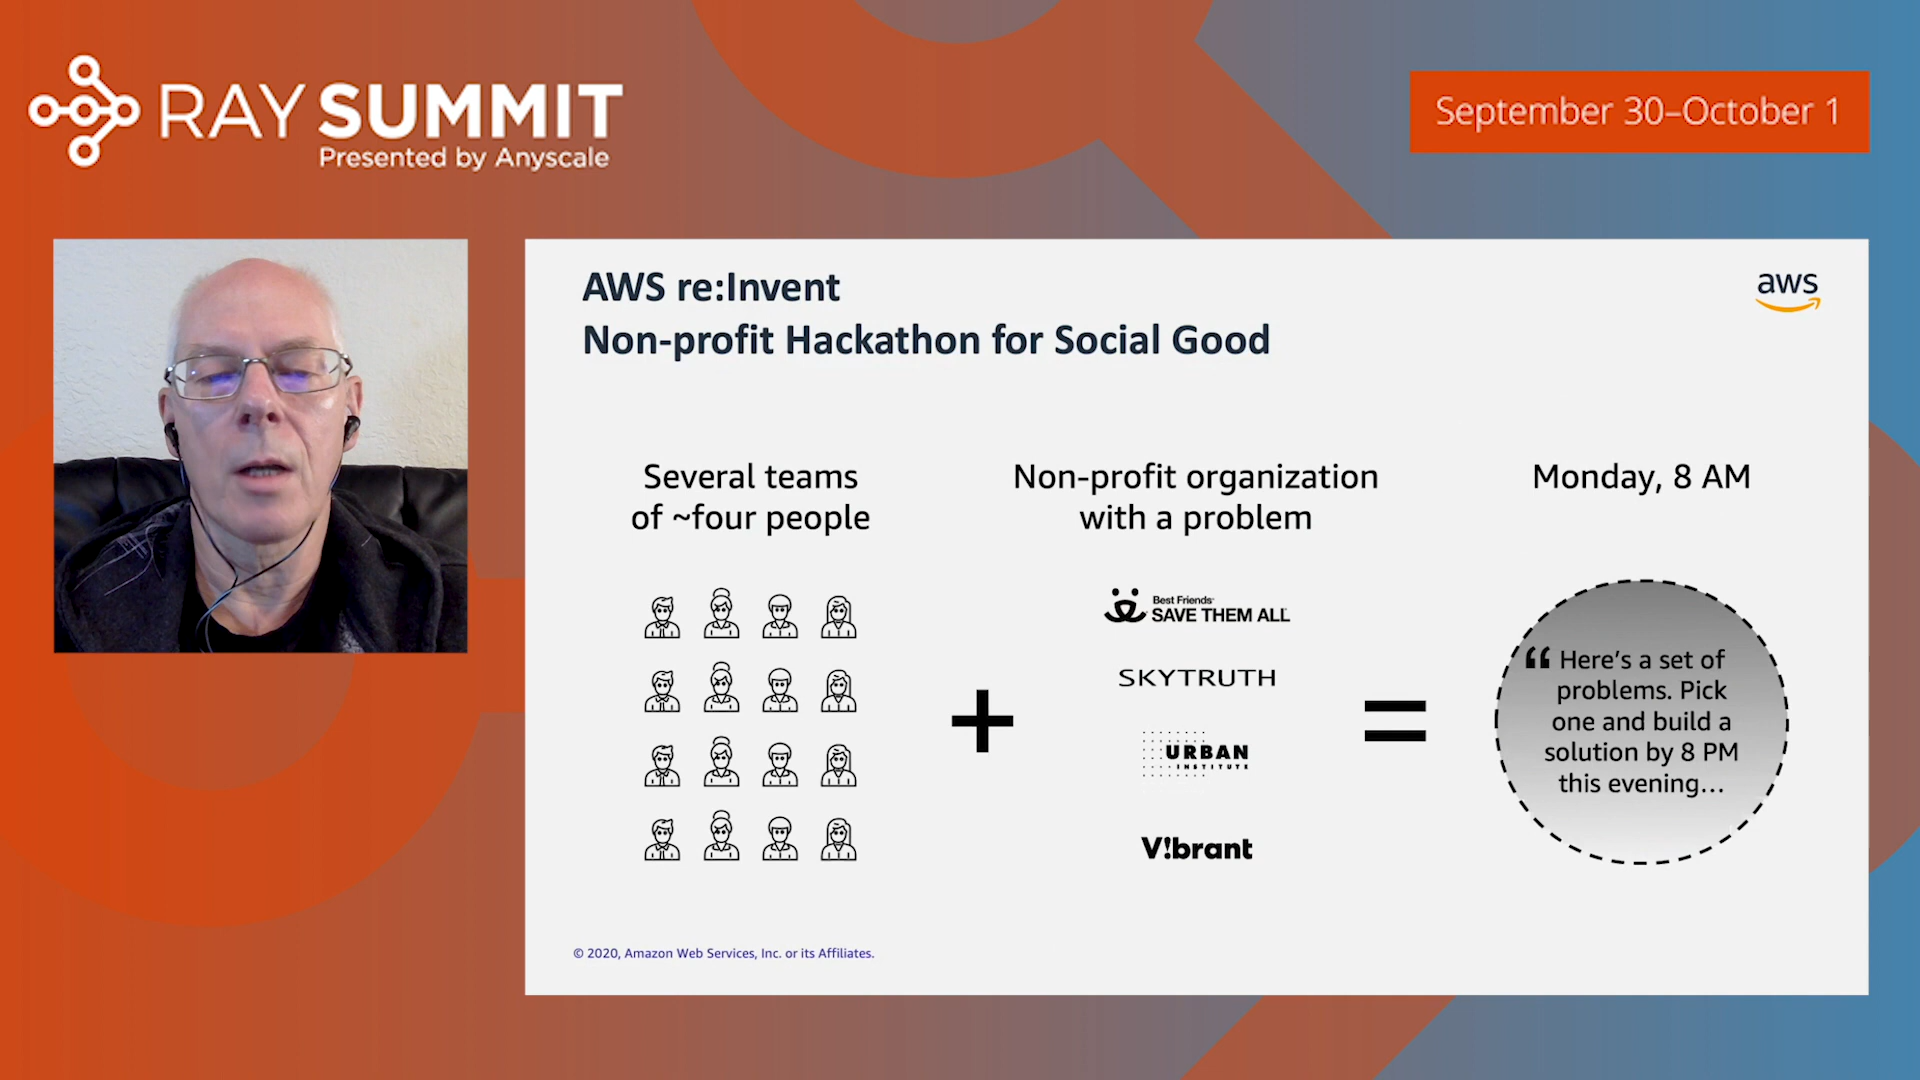 RAY SUMMIT
Presented by Anyscale
September 30–October 1
AWS re:Invent
Non-profit Hackathon for Social Good
aws
Several teams
of ~four people
Non-profit organization
with a problem
Monday, 8 AM
Best Friends
SAVE THEM ALL
SKYTRUTH
URBAN
INSTITUTE
V!brant
+
=
“ Here’s a set of
problems. Pick
one and build a
solution by 8 PM
this evening...
© 2020, Amazon Web Services, Inc. or its Affiliates.